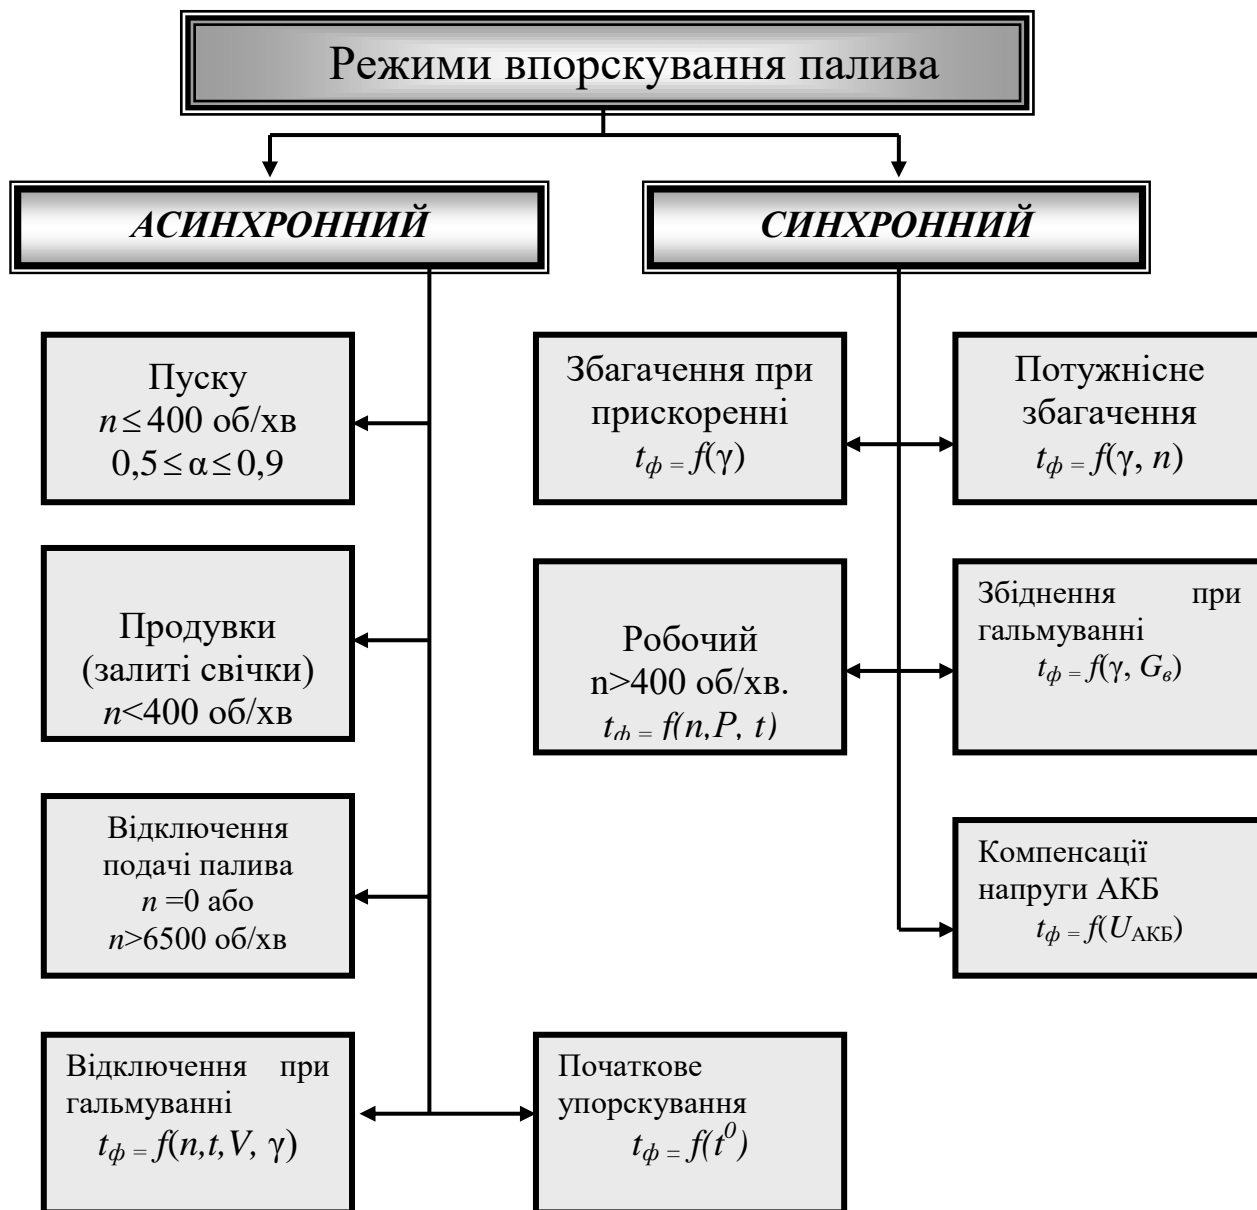 Режими впорскування палива
АСИНХРОННИЙ
СИНХРОННИЙ
Пуску
n ≤ 400 об/хв
0,5 ≤ α ≤ 0,9
Збагачення при
прискоренні
tф = f(γ)
Потужнісне
збагачення
tф = f(γ, n)
Продувки
(залиті свічки)
n<400 об/хв
Робочий
n>400 об/хв.
tф = f(n,P, t)
Збіднення при
гальмуванні
tф = f(γ, Gв)
Відключення
подачі палива
n =0 або
n>6500 об/хв
Компенсації
напруги АКБ
tф = f(UАКБ)
Відключення при
гальмуванні
tф = f(n,t,V, γ)
Початкове
упорскування
tф = f(t⁰)